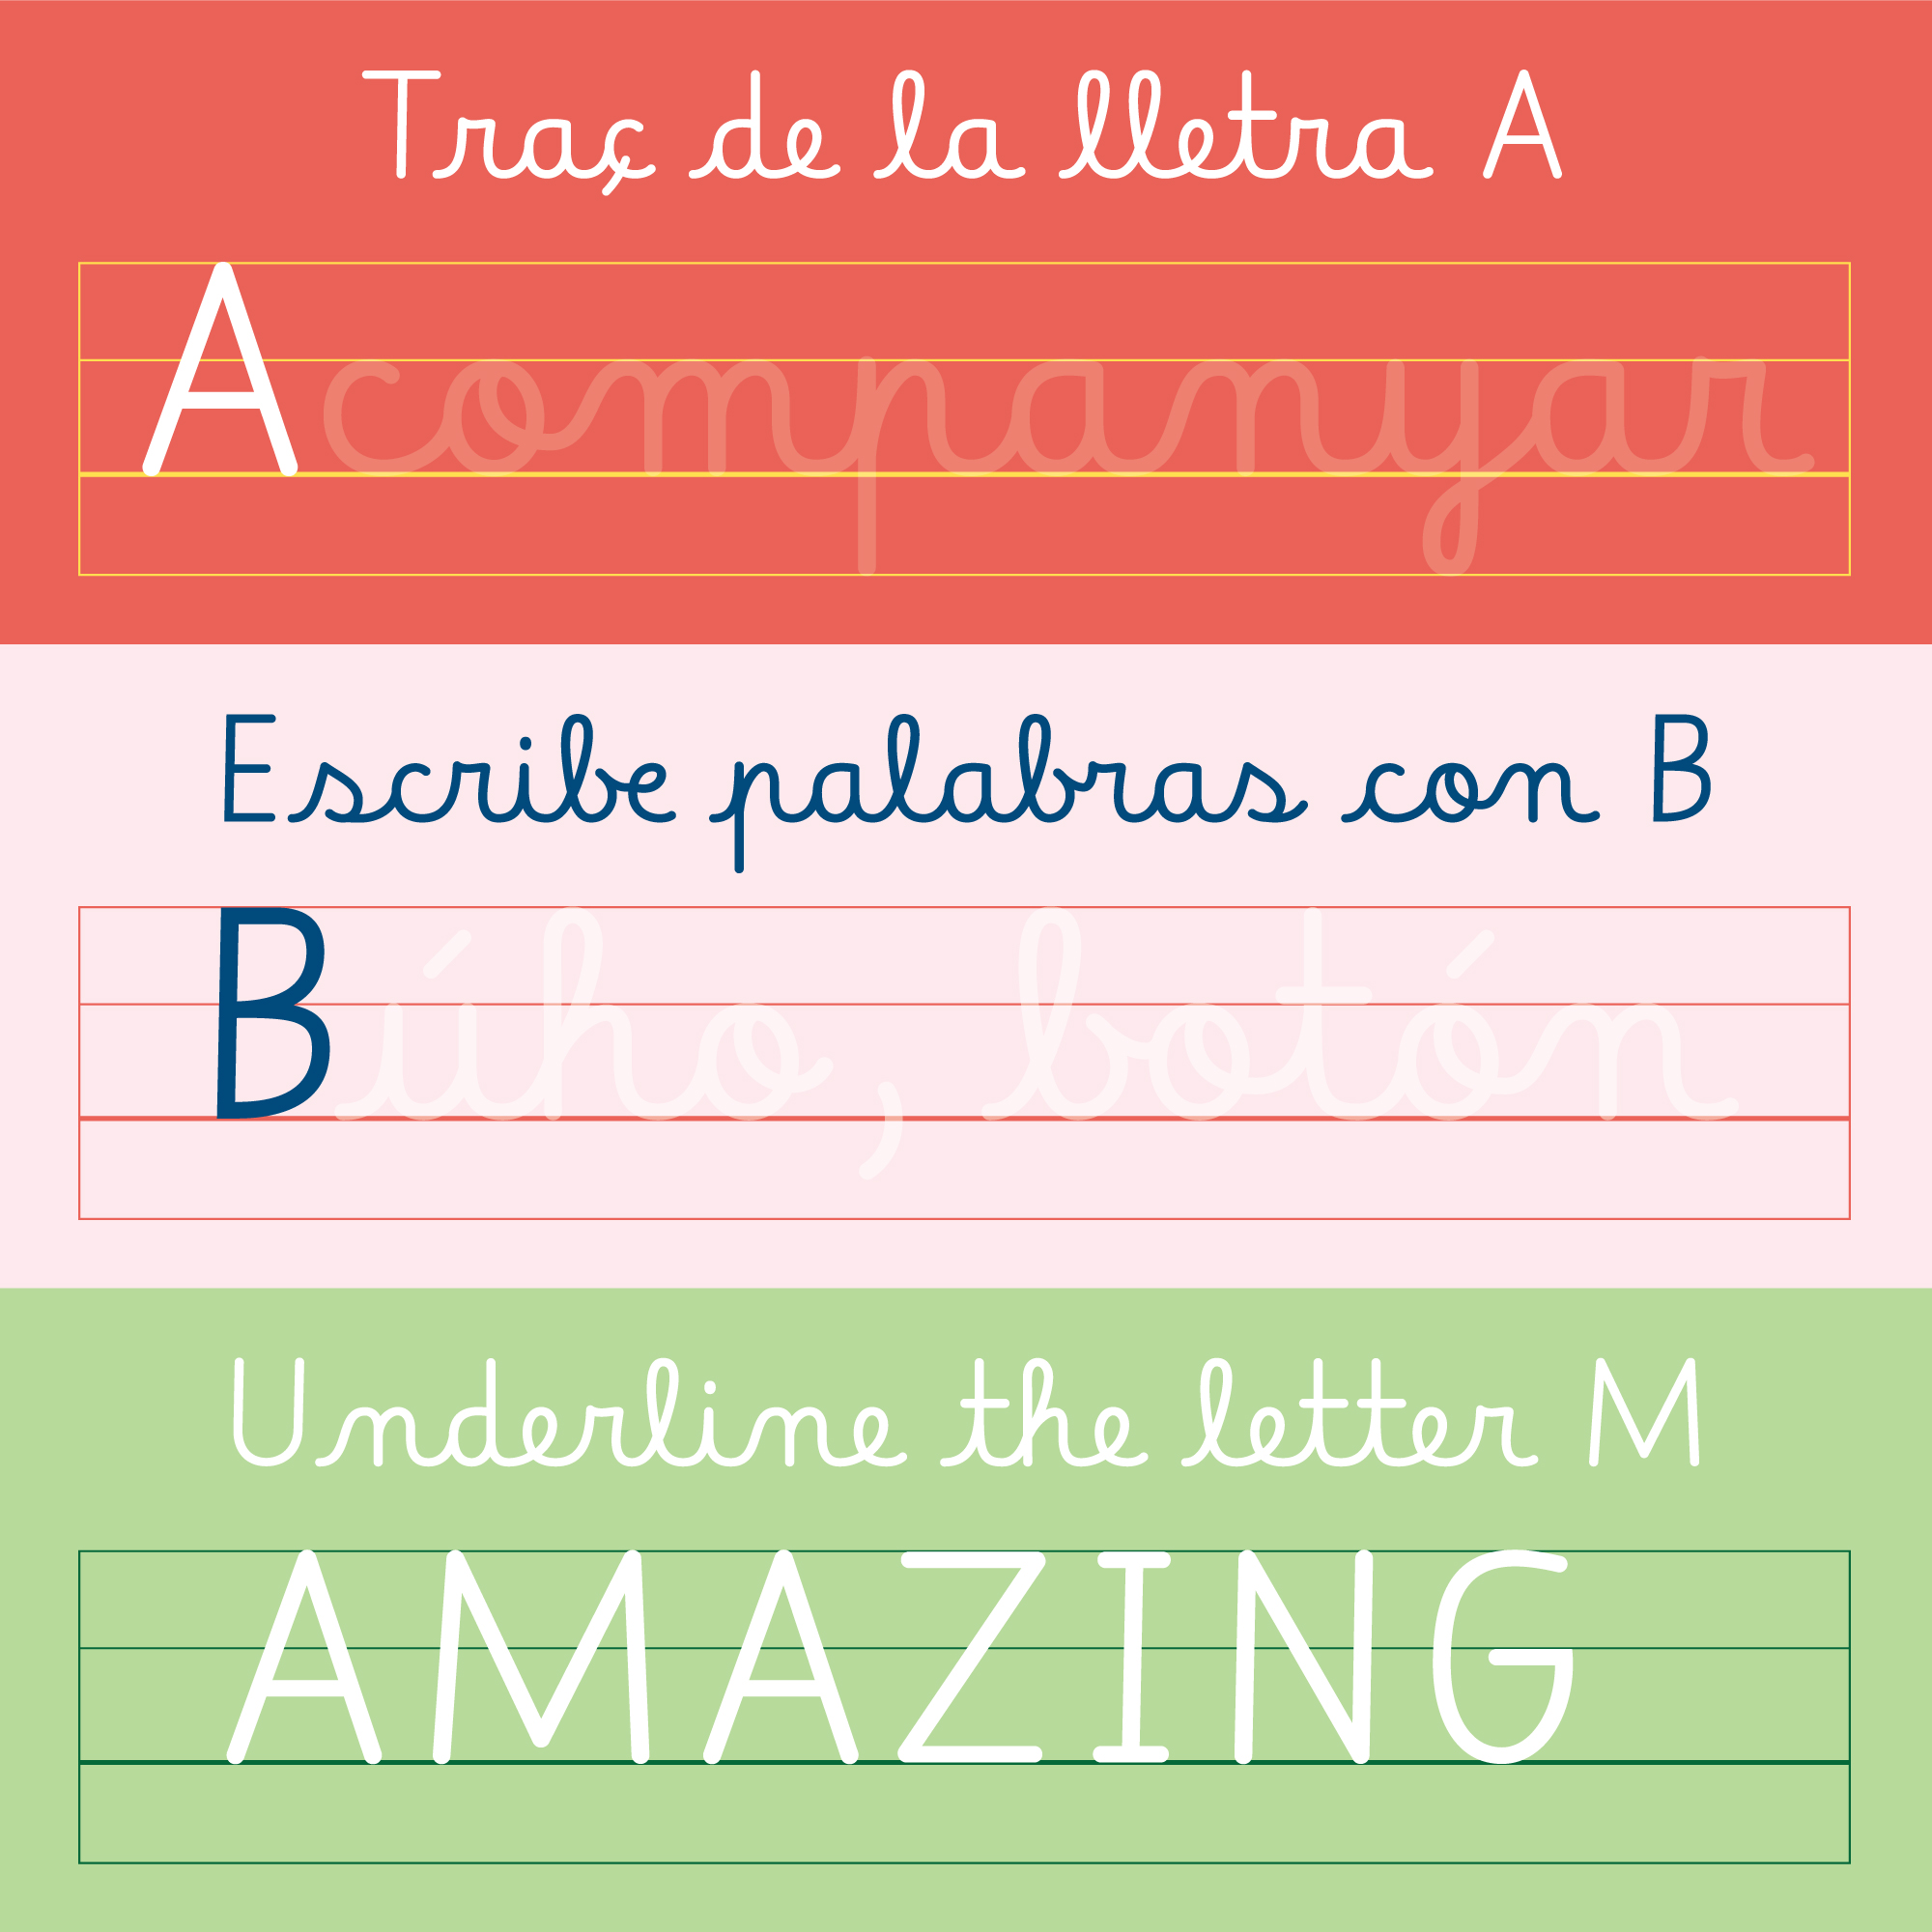 Traç de la lletra A
Acompanyar
Escribe palabras con B
Búho, botón
Underline the letter M
AMAZING